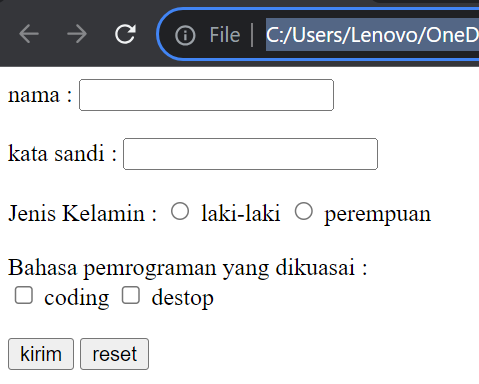 File | C:/Users/Lenovo/OneD
nama :
kata sandi :
Jenis Kelamin : laki-laki perempuan
Bahasa pemrograman yang dikuasai :
coding destop
kirim reset